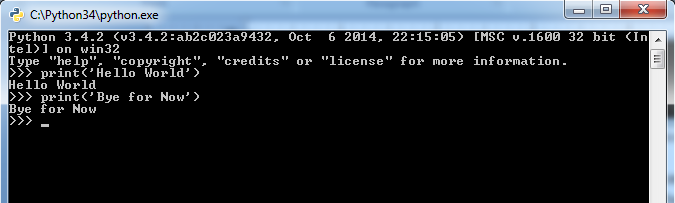 C:\Python34\python.exe
Python 3.4.2 (v3.4.2:ab2c023a9432, Oct  6 2014, 22:15:05) [MSC v.1600 32 bit (In
tel)] on win32
Type "help", "copyright", "credits" or "license" for more information.
>>> print('Hello World')
Hello World
>>> print('Bye for Now')
Bye for Now
>>> _